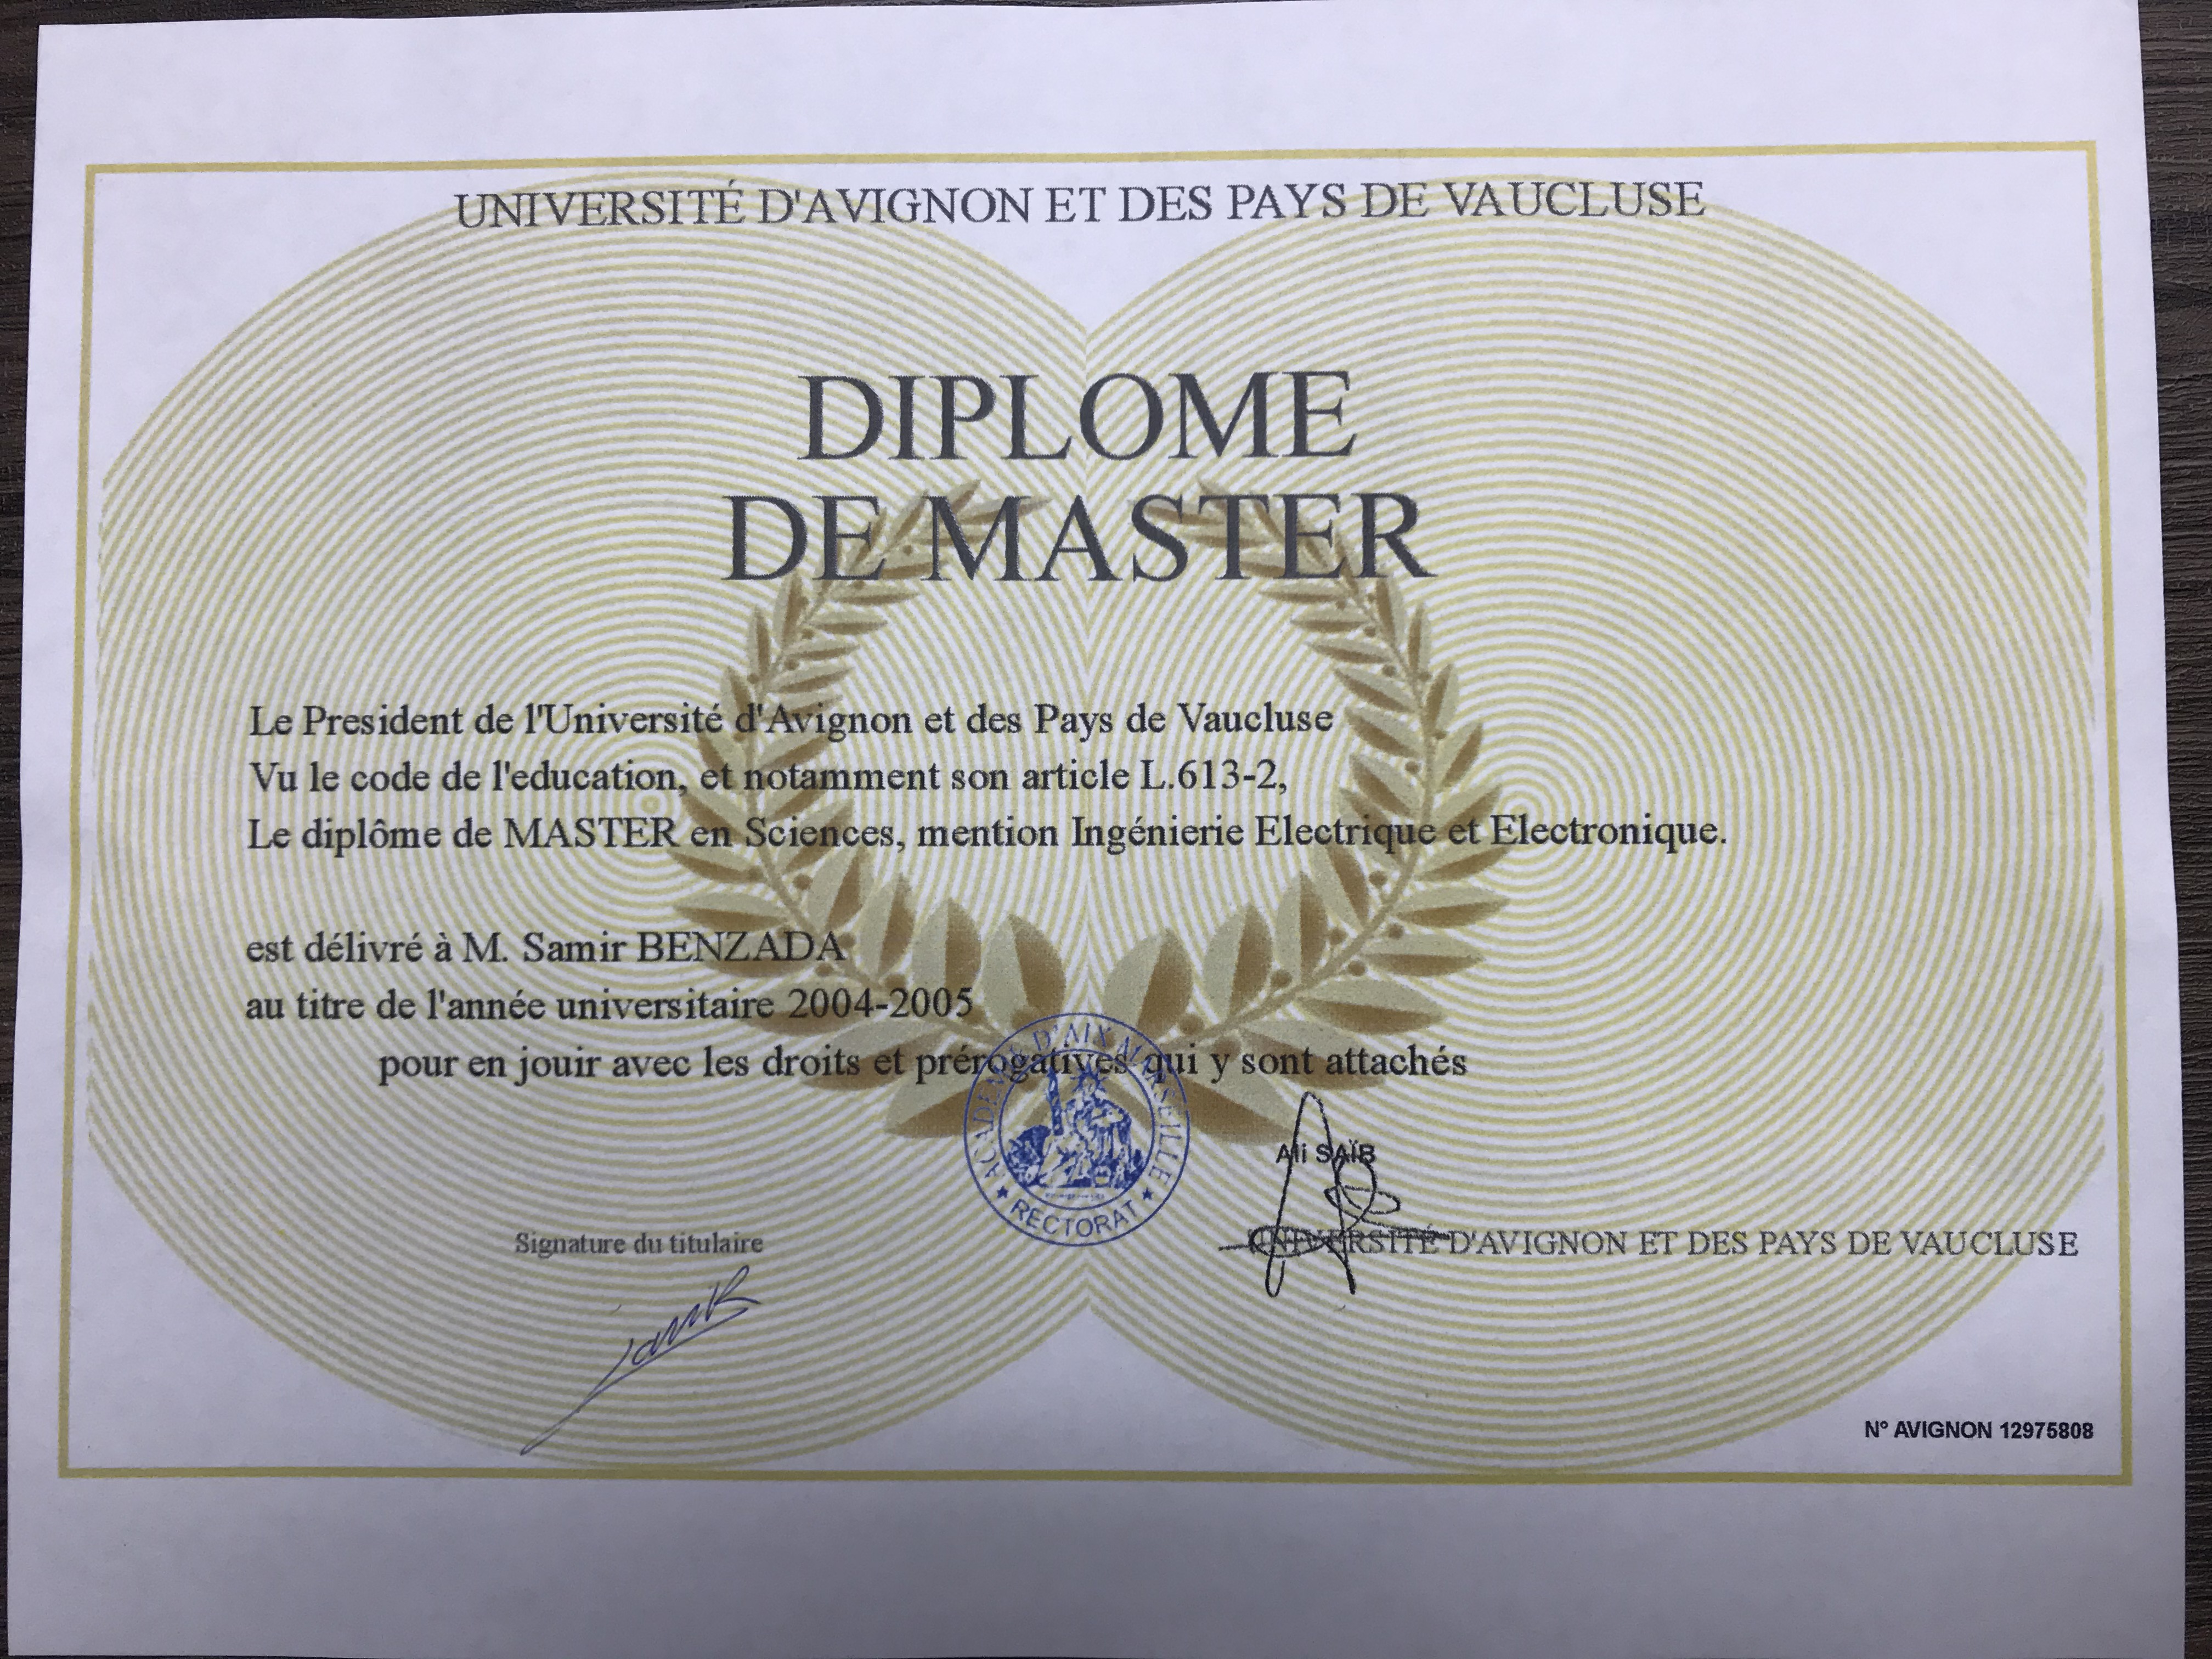 UNIVERSITÉ D'AVIGNON ET DES PAYS DE VAUCLUSE
DIPLOME
DEMASTER
Le President de l'Université d'Avignon et des Pays de Vaucluse
Vu le code de l'education, et notamment son article L.613-2,
Le diplôme de MASTER en Sciences, mention Ingénierie Electrique et Electronique.
est délivré à M. Samir BENZADA
au titre de l'année universitaire 2004-2005
pour en jouir avec les droits et prérogatives qui y sont attachés
ACADEMIE D'AIX
RECTORAT
Ali SAÏB
Signature du titulaire
UNIVERSITÉ D'AVIGNON ET DES PAYS DE VAUCLUSE
N° AVIGNON 12975808